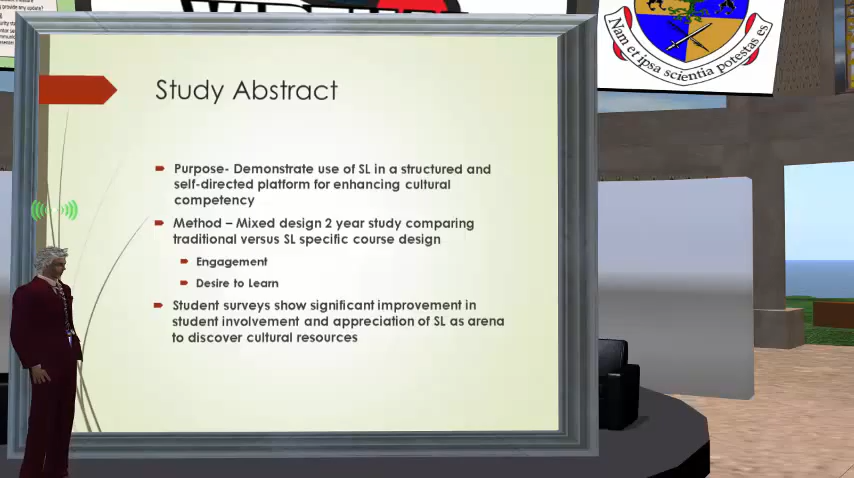 provide any update?
Nam et ipsa scientia potestas es
Study Abstract
Purpose- Demonstrate use of SL in a structured and
self-directed platform for enhancing cultural
competency
Method – Mixed design 2 year study comparing
traditional versus SL specific course design
Engagement
Desire to Learn
Student surveys show significant improvement in
student involvement and appreciation of SL as arena
to discover cultural resources